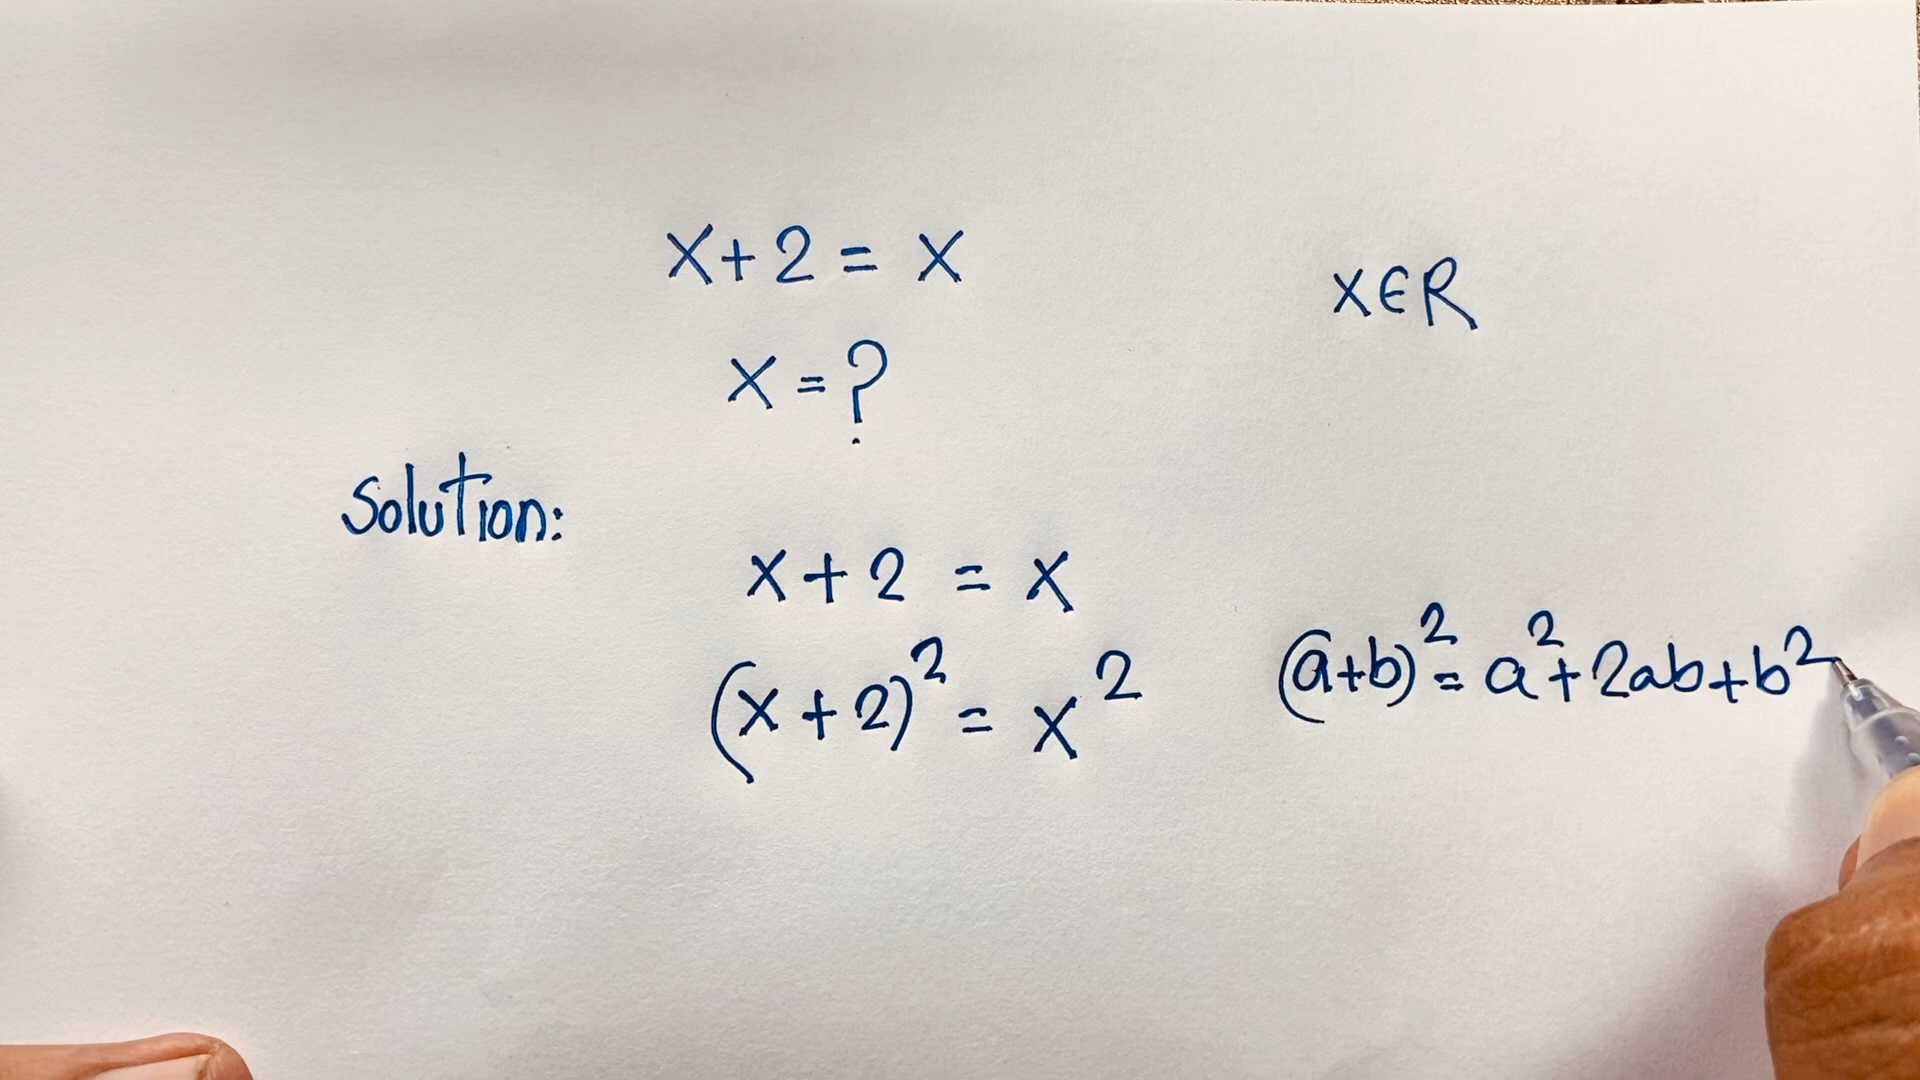 x+2 = x
x∈R
x = ?
Solution:
x+2 = x
(x+2)² = x²
(a+b)² = a²+2ab+b²